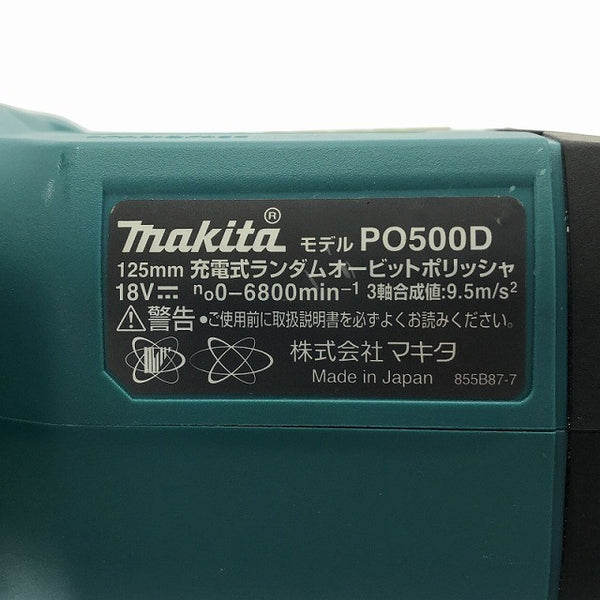 makita® モデル PO500D
125mm 充電式ランダムオービットポリッシャ
18V⎓ n₀0-6800min⁻¹ 3軸合成値:9.5m/s²
⚠警告 ●ご使用前に取扱説明書を必ずよくお読みください。
株式会社 マキタ
Made in Japan 855B87-7